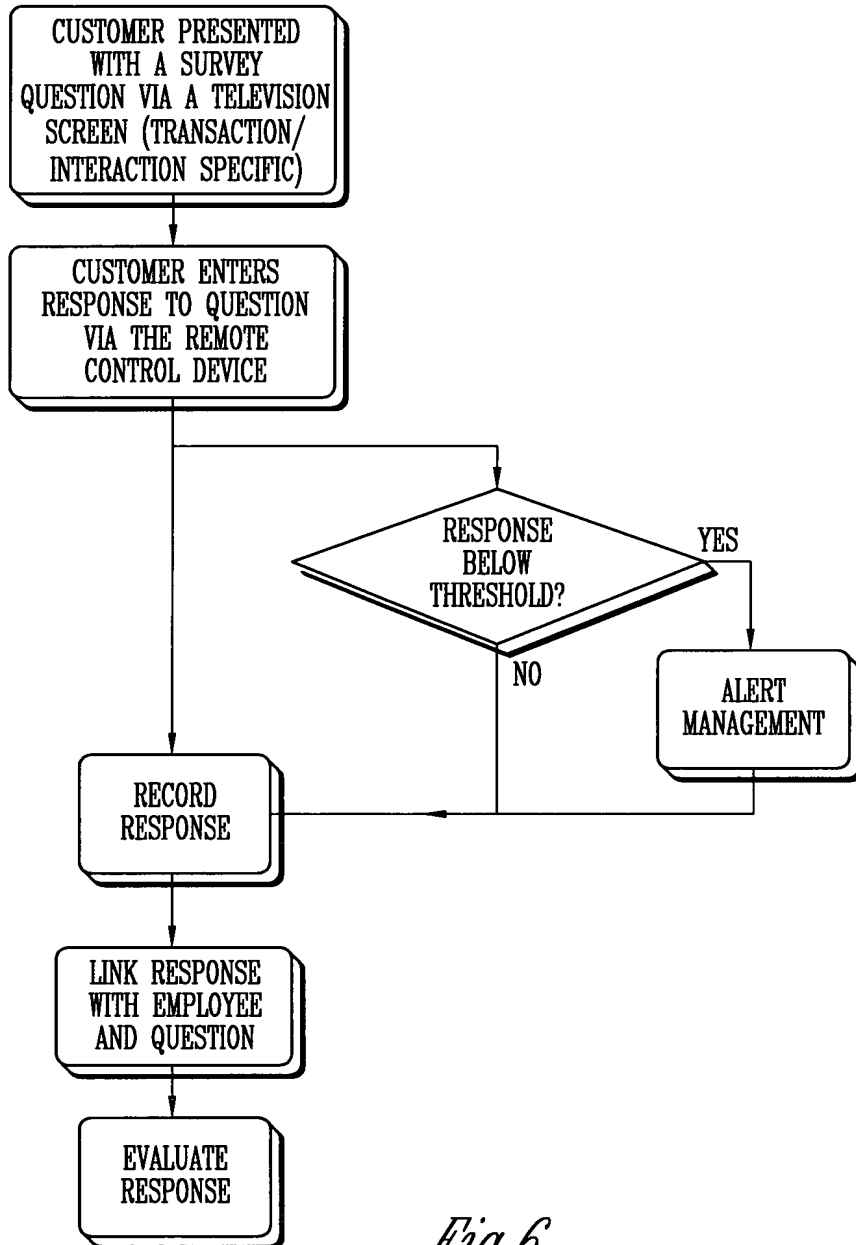 CUSTOMER PRESENTED
WITH A SURVEY
QUESTION VIA A TELEVISION
SCREEN (TRANSACTION/
INTERACTION SPECIFIC)
CUSTOMER ENTERS
RESPONSE TO QUESTION
VIA THE REMOTE
CONTROL DEVICE
RESPONSE
BELOW
THRESHOLD?
YES
NO
ALERT
MANAGEMENT
RECORD
RESPONSE
LINK RESPONSE
WITH EMPLOYEE
AND QUESTION
EVALUATE
RESPONSE
Fig. 6